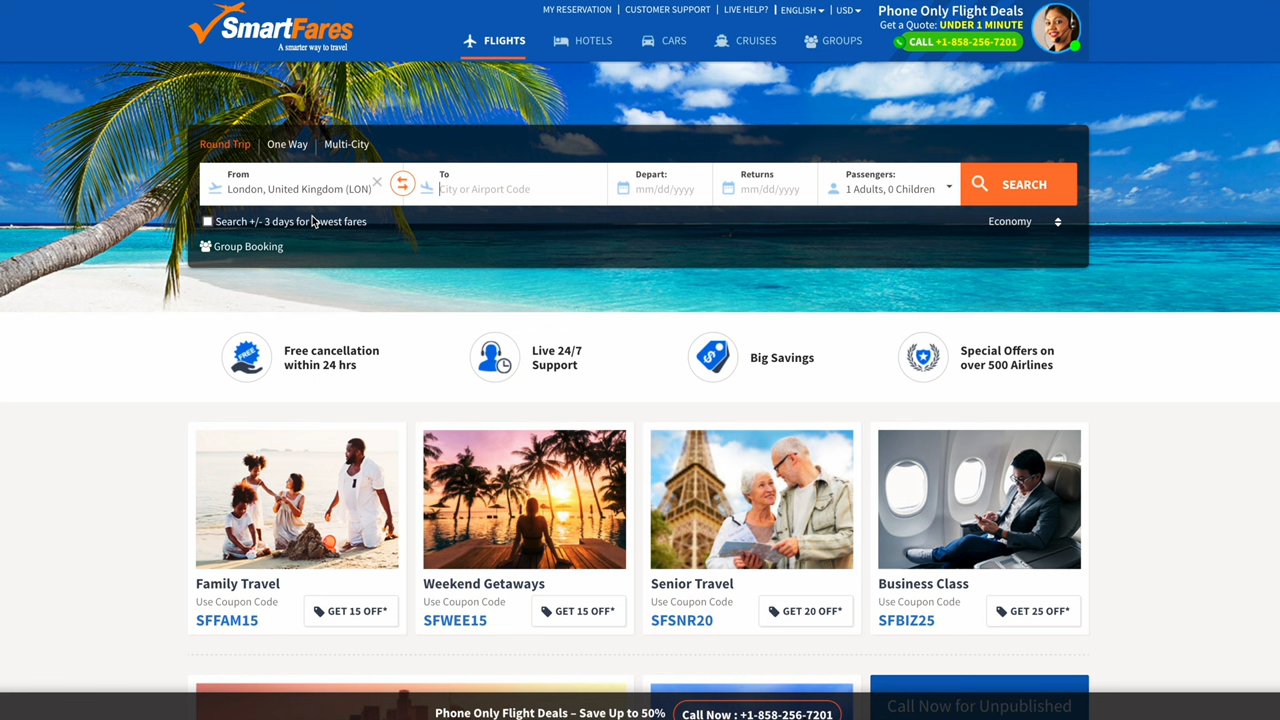 SmartFares
A smarter way to travel
MY RESERVATION | CUSTOMER SUPPORT | LIVE HELP? | ENGLISH USD
FLIGHTS HOTELS CARS CRUISES GROUPS
Phone Only Flight Deals
Get a Quote: UNDER 1 MINUTE
CALL +1-858-256-7201
Round Trip One Way Multi-City
From To Depart: Returns Passengers:
London, United Kingdom (LON) City or Airport Code mm/dd/yyyy mm/dd/yyyy 1 Adults, 0 Children SEARCH
Search +/- 3 days for lowest fares Economy
Group Booking
Free cancellation
within 24 hrs
Live 24/7
Support
Big Savings
Special Offers on
over 500 Airlines
FREE
Family Travel
Use Coupon Code
SFFAM15
GET 15 OFF*
Weekend Getaways
Use Coupon Code
SFWEE15
GET 15 OFF*
Senior Travel
Use Coupon Code
SFSNR20
GET 20 OFF*
Business Class
Use Coupon Code
SFBIZ25
GET 25 OFF*
Call Now for Unpublished
Phone Only Flight Deals – Save Up to 50% Call Now : +1-858-256-7201